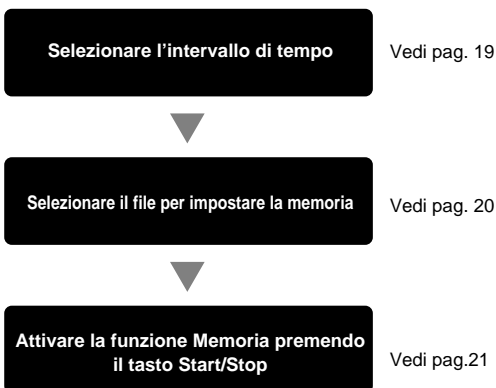 Selezionare l'intervallo di tempo
Vedi pag. 19
Selezionare il file per impostare la memoria
Vedi pag. 20
Attivare la funzione Memoria premendo
il tasto Start/Stop
Vedi pag.21